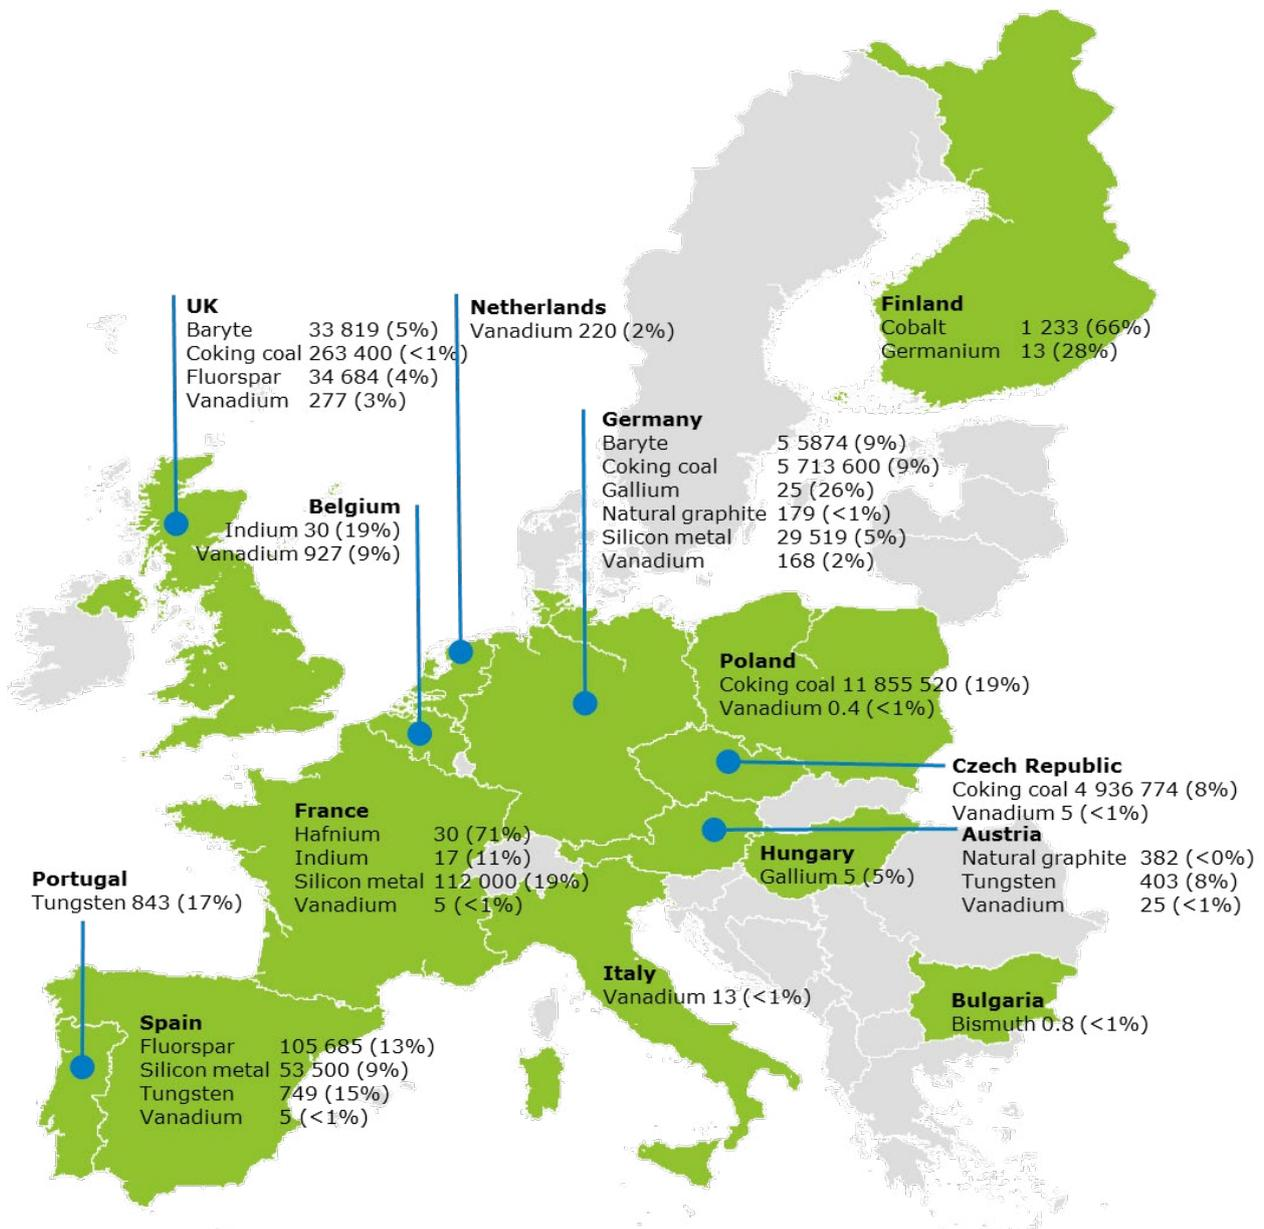 UK
Baryte 33 819 (5%)
Coking coal 263 400 (<1%)
Fluorspar 34 684 (4%)
Vanadium 277 (3%)
Netherlands
Vanadium 220 (2%)
Finland
Cobalt 1 233 (66%)
Germanium 13 (28%)
Germany
Baryte 5 5874 (9%)
Coking coal 5 713 600 (9%)
Gallium 25 (26%)
Natural graphite 179 (<1%)
Silicon metal 29 519 (5%)
Vanadium 168 (2%)
Belgium
Indium 30 (19%)
Vanadium 927 (9%)
Poland
Coking coal 11 855 520 (19%)
Vanadium 0.4 (<1%)
Czech Republic
Coking coal 4 936 774 (8%)
Vanadium 5 (<1%)
Austria
Natural graphite 382 (<0%)
Tungsten 403 (8%)
Vanadium 25 (<1%)
France
Hafnium 30 (71%)
Indium 17 (11%)
Silicon metal 112 000 (19%)
Vanadium 5 (<1%)
Hungary
Gallium 5 (5%)
Portugal
Tungsten 843 (17%)
Italy
Vanadium 13 (<1%)
Bulgaria
Bismuth 0.8 (<1%)
Spain
Fluorspar 105 685 (13%)
Silicon metal 53 500 (9%)
Tungsten 749 (15%)
Vanadium 5 (<1%)